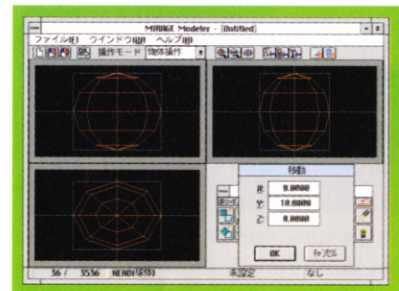 MIRAGE Modeler - [Untitled]
ファイル(F) ウインドウ(W) ヘルプ(H)
操作モード 物体操作
移動
X: 0.0000
Y: 10.0000
Z: 0.0000
OK キャンセル
36 / 3536 未設定 なし